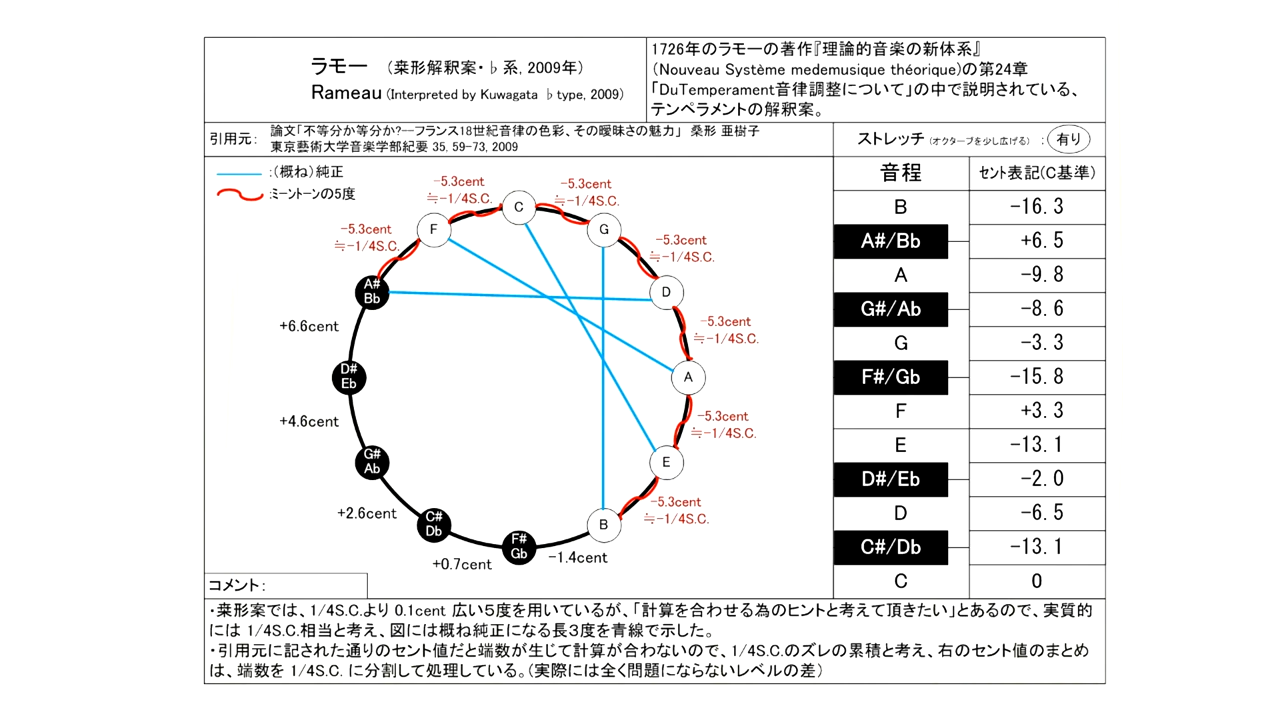 ラモー （桒形解釈案・♭系, 2009年）
Rameau (Interpreted by Kuwagata ♭type, 2009)
1726年のラモーの著作『理論的音楽の新体系』
（Nouveau Système medemusique théorique)の第24章
「DuTemperament音律調整について」の中で説明されている、
テンペラメントの解釈案。
引用元：
論文「不等分か等分か?--フランス18世紀音律の色彩、その曖昧さの魅力」 桑形 亜樹子
東京藝術大学音楽学部紀要 35, 59-73, 2009
ストレッチ （オクターブを少し広げる） : 有り
:（概ね）純正
:ミーントーンの5度
-5.3cent
≒-1/4S.C.
-5.3cent
≒-1/4S.C.
-5.3cent
≒-1/4S.C.
-5.3cent
≒-1/4S.C.
-5.3cent
≒-1/4S.C.
-5.3cent
≒-1/4S.C.
-5.3cent
≒-1/4S.C.
C
G
D
A
E
B
F#
Gb
C#
Db
G#
Ab
D#
Eb
A#
Bb
F
-1.4cent
+0.7cent
+2.6cent
+4.6cent
+6.6cent
音程 セント表記(C基準)
B -16.3
A#/Bb +6.5
A -9.8
G#/Ab -8.6
G -3.3
F#/Gb -15.8
F +3.3
E -13.1
D#/Eb -2.0
D -6.5
C#/Db -13.1
C 0
コメント：
・桒形案では、1/4S.C.より 0.1cent 広い5度を用いているが、「計算を合わせる為のヒントと考えて頂きたい」とあるので、実質的
には 1/4S.C.相当と考え、図には概ね純正になる長3度を青線で示した。
・引用元に記された通りのセント値だと端数が生じて計算が合わないので、1/4S.C.のズレの累積と考え、右のセント値のまとめ
は、端数を 1/4S.C. に分割して処理している。（実際には全く問題にならないレベルの差）